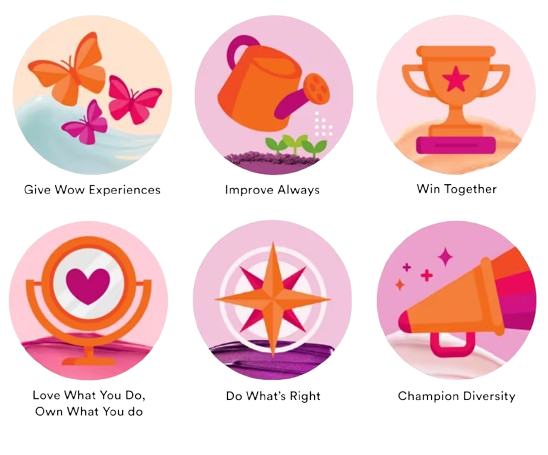 Give Wow Experiences
Improve Always
Win Together
Love What You Do,
Own What You do
Do What's Right
Champion Diversity